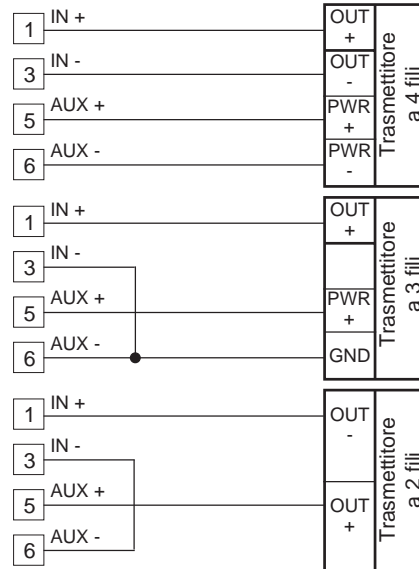 1 IN + OUT +
3 IN - OUT -
5 AUX + PWR +
6 AUX - PWR -
Trasmettitore
a 4 fili
1 IN + OUT +
3 IN -
5 AUX + PWR +
6 AUX - GND
Trasmettitore
a 3 fili
1 IN + OUT -
3 IN -
5 AUX + OUT +
6 AUX -
Trasmettitore
a 2 fili